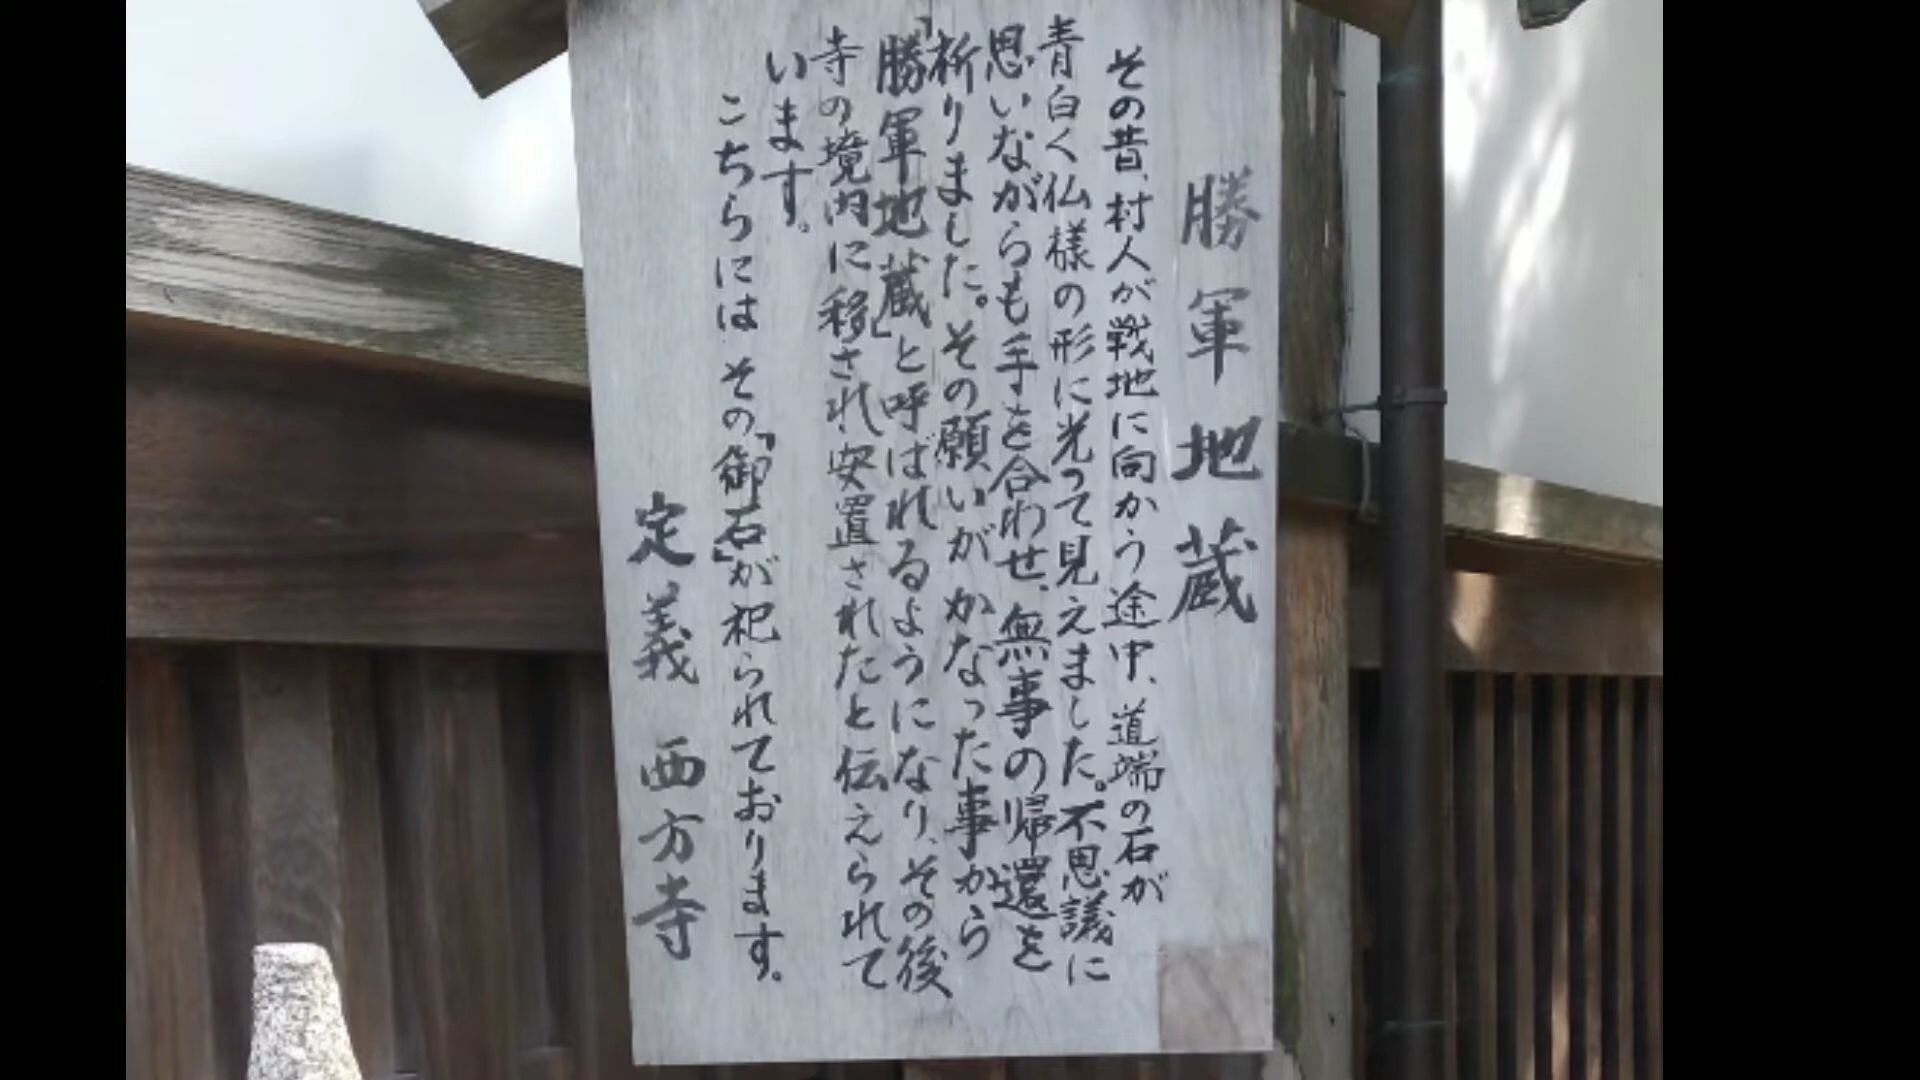 勝軍地蔵
その昔、村人が戦地に向かう途中、道端の石が
青白く仏様の形に光って見えました。不思議に
思いながらも手を合わせ、無事の帰還を
祈りました。その願いがかなった事から
「勝軍地蔵」と呼ばれるようになり、その後、
寺の境内に移され安置されたと伝えられて
います。
こちらには その「御石」が祀られております。
定義 西方寺